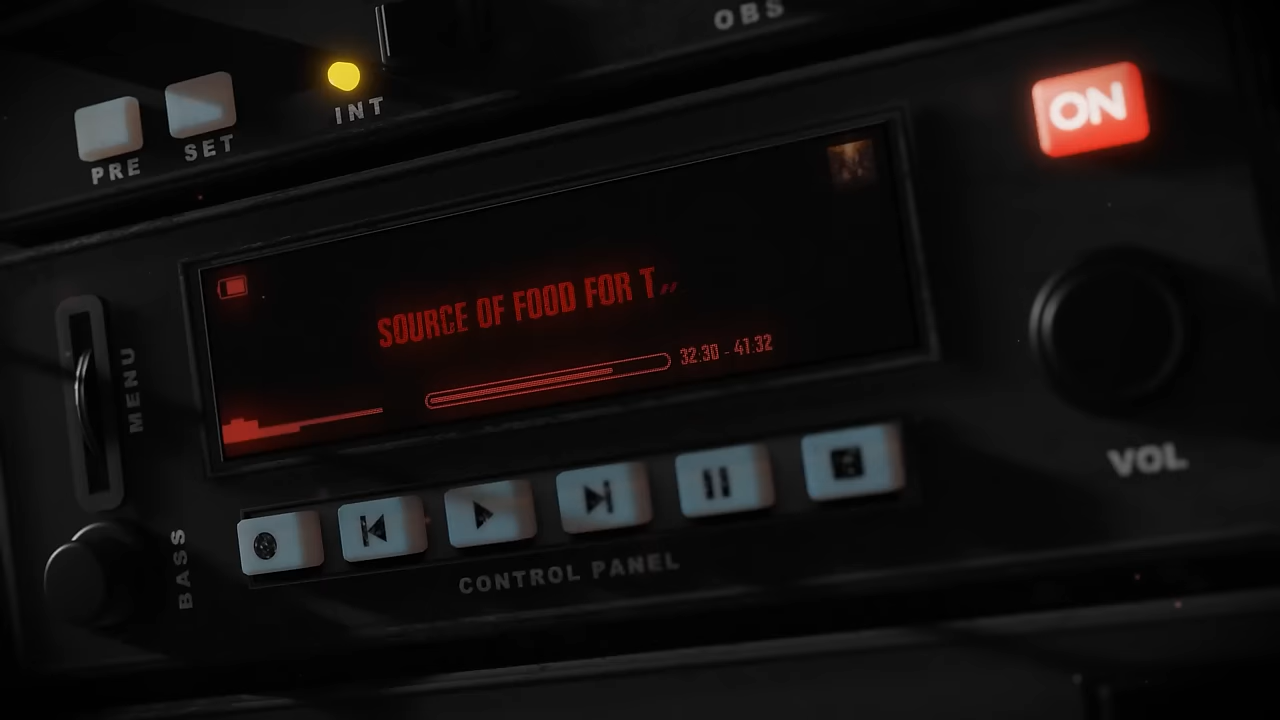 OBS
INT
PRE
SET
ON
SOURCE OF FOOD FOR T..
32:30 - 41:32
MENU
VOL
BASS
CONTROL PANEL